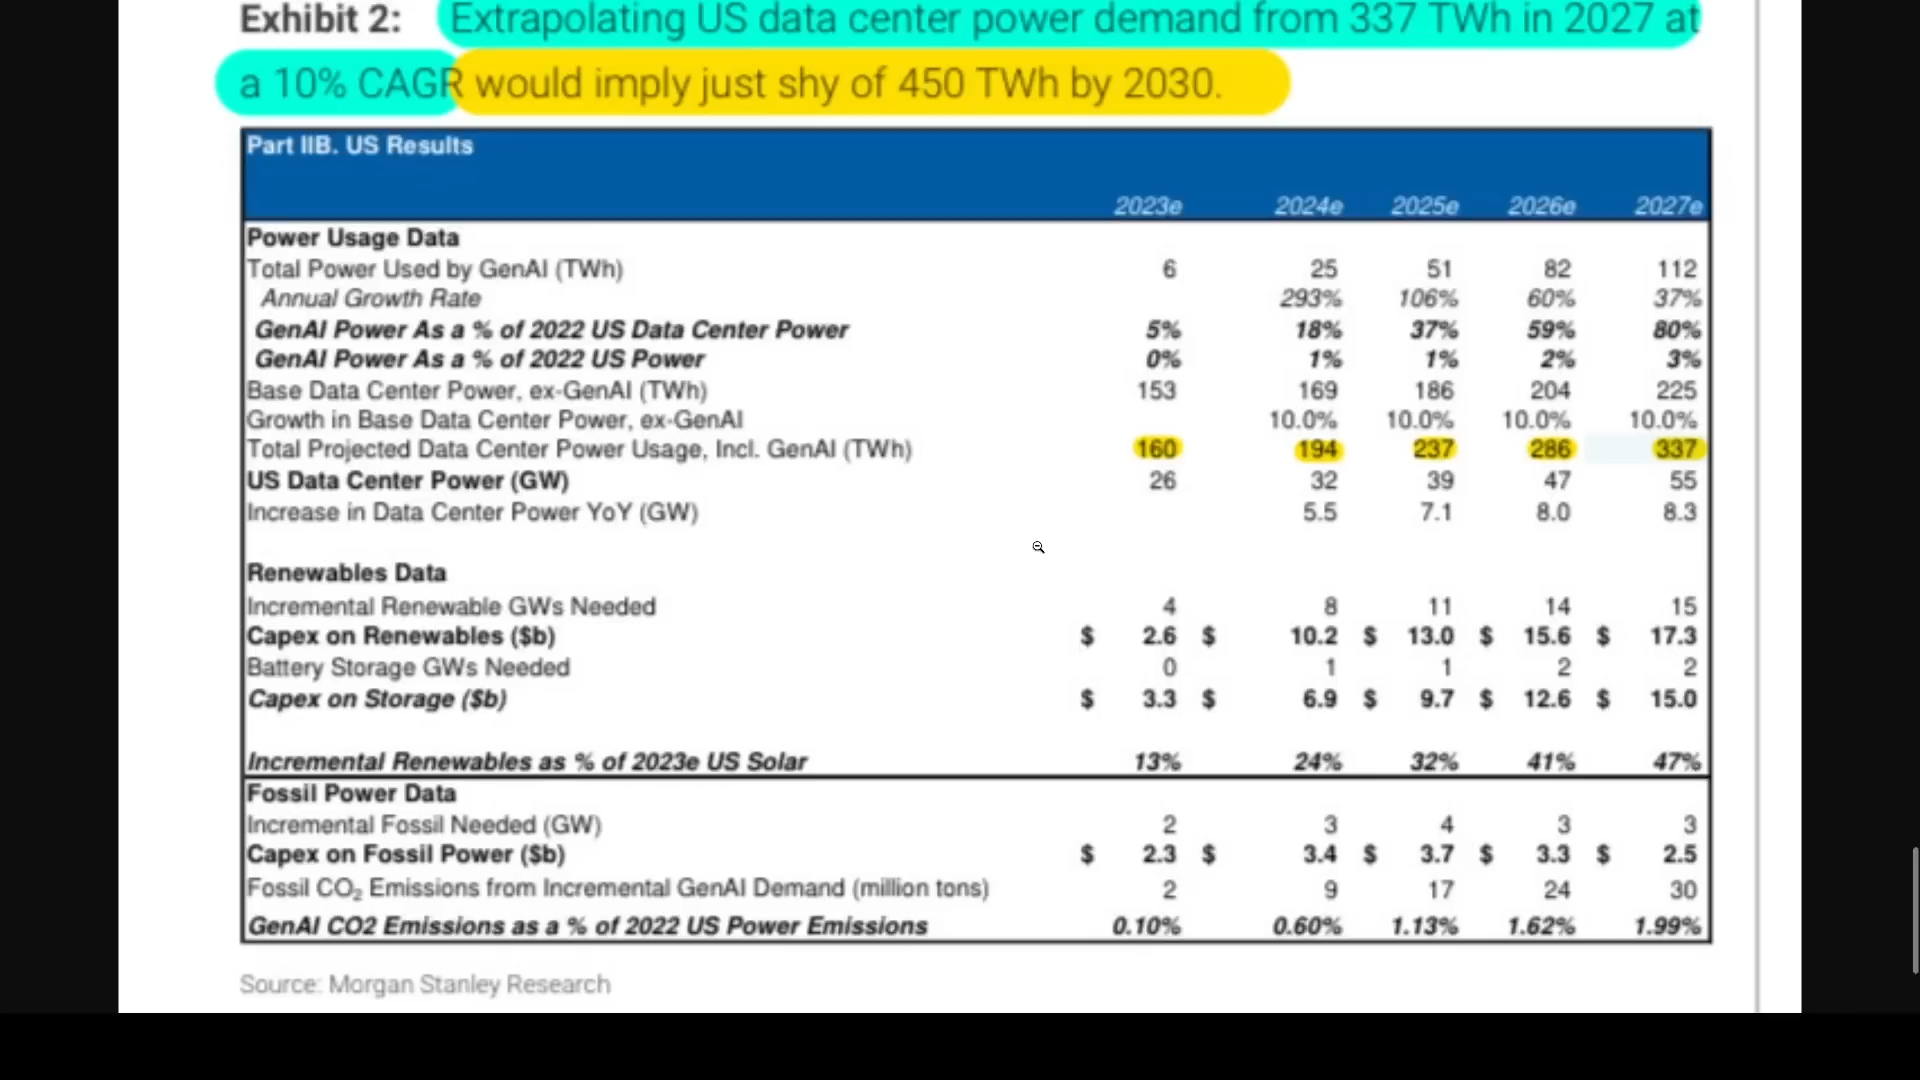 Exhibit 2: Extrapolating US data center power demand from 337 TWh in 2027 at
a 10% CAGR would imply just shy of 450 TWh by 2030.
Part IIB. US Results
2023e 2024e 2025e 2026e 2027e
Power Usage Data
Total Power Used by GenAI (TWh) 6 25 51 82 112
Annual Growth Rate 293% 106% 60% 37%
GenAI Power As a % of 2022 US Data Center Power 5% 18% 37% 59% 80%
GenAI Power As a % of 2022 US Power 0% 1% 1% 2% 3%
Base Data Center Power, ex-GenAI (TWh) 153 169 186 204 225
Growth in Base Data Center Power, ex-GenAI 10.0% 10.0% 10.0% 10.0%
Total Projected Data Center Power Usage, Incl. GenAI (TWh) 160 194 237 286 337
US Data Center Power (GW) 26 32 39 47 55
Increase in Data Center Power YoY (GW) 5.5 7.1 8.0 8.3
Renewables Data
Incremental Renewable GWs Needed 4 8 11 14 15
Capex on Renewables ($b) $ 2.6 $ 10.2 $ 13.0 $ 15.6 $ 17.3
Battery Storage GWs Needed 0 1 1 2 2
Capex on Storage ($b) $ 3.3 $ 6.9 $ 9.7 $ 12.6 $ 15.0
Incremental Renewables as % of 2023e US Solar 13% 24% 32% 41% 47%
Fossil Power Data
Incremental Fossil Needed (GW) 2 3 4 3 3
Capex on Fossil Power ($b) $ 2.3 $ 3.4 $ 3.7 $ 3.3 $ 2.5
Fossil CO₂ Emissions from Incremental GenAI Demand (million tons) 2 9 17 24 30
GenAI CO2 Emissions as a % of 2022 US Power Emissions 0.10% 0.60% 1.13% 1.62% 1.99%
Source: Morgan Stanley Research